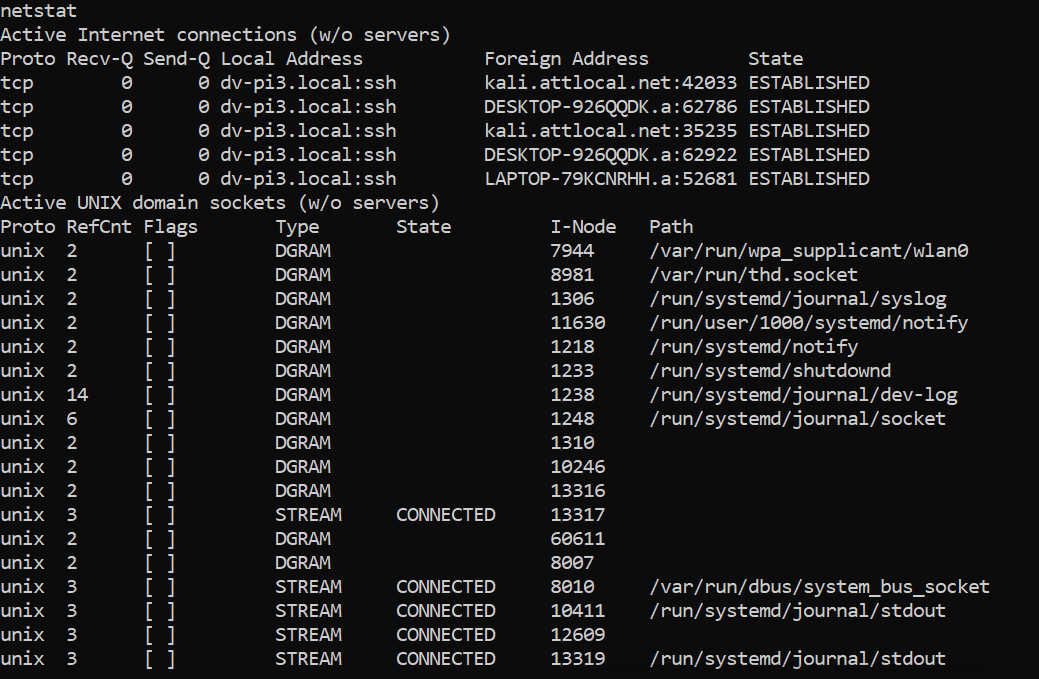 netstat
Active Internet connections (w/o servers)
Proto Recv-Q Send-Q Local Address           Foreign Address         State
tcp        0      0 dv-pi3.local:ssh        kali.attlocal.net:42033 ESTABLISHED
tcp        0      0 dv-pi3.local:ssh        DESKTOP-926QQDK.a:62786 ESTABLISHED
tcp        0      0 dv-pi3.local:ssh        kali.attlocal.net:35235 ESTABLISHED
tcp        0      0 dv-pi3.local:ssh        DESKTOP-926QQDK.a:62922 ESTABLISHED
tcp        0      0 dv-pi3.local:ssh        LAPTOP-79KCNRHH.a:52681 ESTABLISHED
Active UNIX domain sockets (w/o servers)
Proto RefCnt Flags       Type       State         I-Node   Path
unix  2      [ ]         DGRAM                    7944     /var/run/wpa_supplicant/wlan0
unix  2      [ ]         DGRAM                    8981     /var/run/thd.socket
unix  2      [ ]         DGRAM                    1306     /run/systemd/journal/syslog
unix  2      [ ]         DGRAM                    11630    /run/user/1000/systemd/notify
unix  2      [ ]         DGRAM                    1218     /run/systemd/notify
unix  2      [ ]         DGRAM                    1233     /run/systemd/shutdownd
unix  14     [ ]         DGRAM                    1238     /run/systemd/journal/dev-log
unix  6      [ ]         DGRAM                    1248     /run/systemd/journal/socket
unix  2      [ ]         DGRAM                    1310
unix  2      [ ]         DGRAM                    10246
unix  2      [ ]         DGRAM                    13316
unix  3      [ ]         STREAM     CONNECTED     13317
unix  2      [ ]         DGRAM                    60611
unix  2      [ ]         DGRAM                    8007
unix  3      [ ]         STREAM     CONNECTED     8010     /var/run/dbus/system_bus_socket
unix  3      [ ]         STREAM     CONNECTED     10411    /run/systemd/journal/stdout
unix  3      [ ]         STREAM     CONNECTED     12609
unix  3      [ ]         STREAM     CONNECTED     13319    /run/systemd/journal/stdout